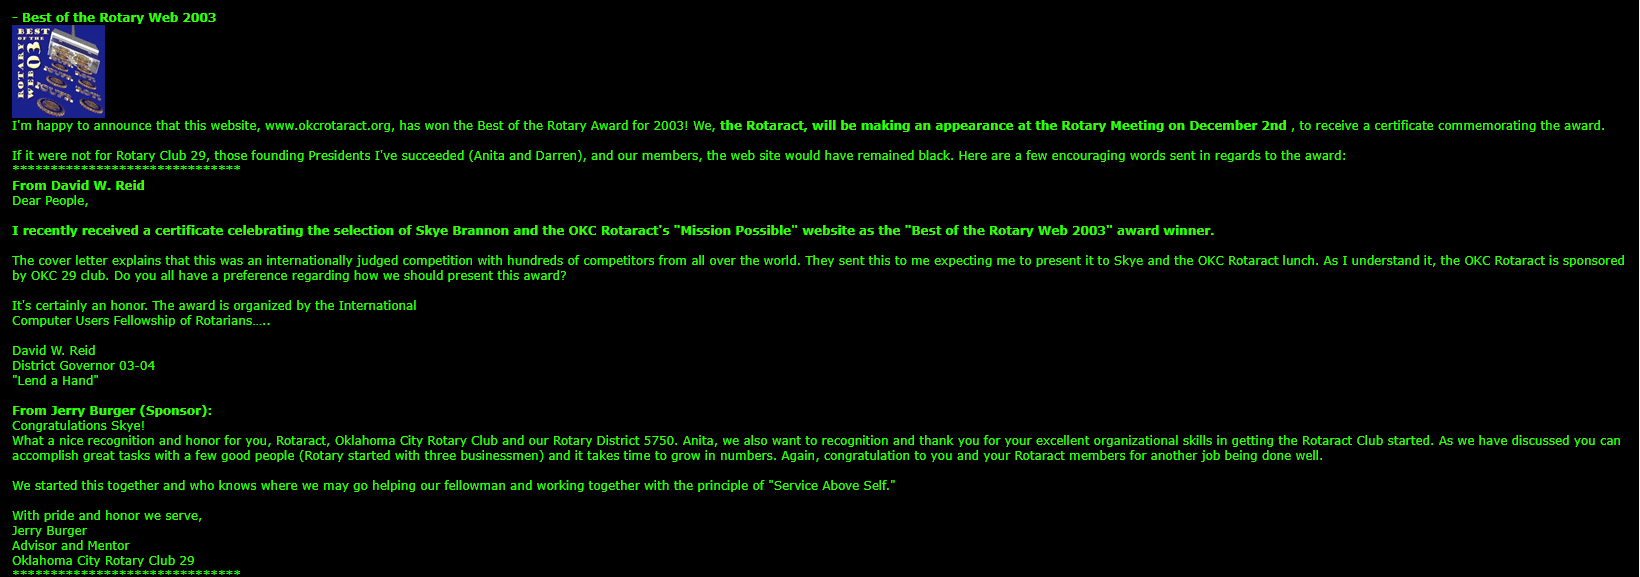 - Best of the Rotary Web 2003
BEST
OF THE
ROTARY
WEB 03
I'm happy to announce that this website, www.okcrotaract.org, has won the Best of the Rotary Award for 2003! We, the Rotaract, will be making an appearance at the Rotary Meeting on December 2nd , to receive a certificate commemorating the award.
If it were not for Rotary Club 29, those founding Presidents I've succeeded (Anita and Darren), and our members, the web site would have remained black. Here are a few encouraging words sent in regards to the award:
******************************
From David W. Reid
Dear People,
I recently received a certificate celebrating the selection of Skye Brannon and the OKC Rotaract's "Mission Possible" website as the "Best of the Rotary Web 2003" award winner.
The cover letter explains that this was an internationally judged competition with hundreds of competitors from all over the world. They sent this to me expecting me to present it to Skye and the OKC Rotaract lunch. As I understand it, the OKC Rotaract is sponsored
by OKC 29 club. Do you all have a preference regarding how we should present this award?
It's certainly an honor. The award is organized by the International
Computer Users Fellowship of Rotarians.....
David W. Reid
District Governor 03-04
"Lend a Hand"
From Jerry Burger (Sponsor):
Congratulations Skye!
What a nice recognition and honor for you, Rotaract, Oklahoma City Rotary Club and our Rotary District 5750. Anita, we also want to recognition and thank you for your excellent organizational skills in getting the Rotaract Club started. As we have discussed you can
accomplish great tasks with a few good people (Rotary started with three businessmen) and it takes time to grow in numbers. Again, congratulation to you and your Rotaract members for another job being done well.
We started this together and who knows where we may go helping our fellowman and working together with the principle of "Service Above Self."
With pride and honor we serve,
Jerry Burger
Advisor and Mentor
Oklahoma City Rotary Club 29
******************************